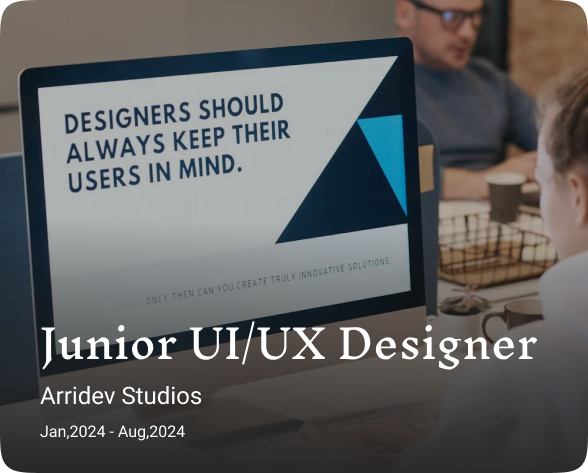 DESIGNERS SHOULD
ALWAYS KEEP THEIR
USERS IN MIND.
ONLY THEN CAN YOU CREATE TRULY INNOVATIVE SOLUTIONS.
Junior UI/UX Designer
Arridev Studios
Jan,2024 - Aug,2024